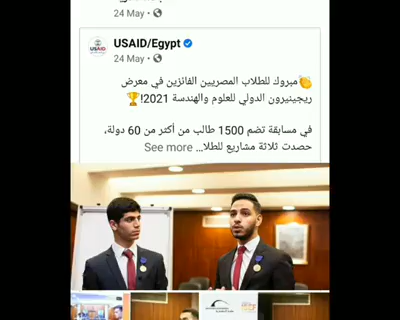 24 May ·
USAID/Egypt
24 May ·
👏مبروك للطلاب المصريين الفائزين في معرض
ريجينيرون الدولي للعلوم والهندسة 2021!🏆
في مسابقة تضم 1500 طالب من أكثر من 60 دولة،
حصدت ثلاثة مشاريع للطلا... See more